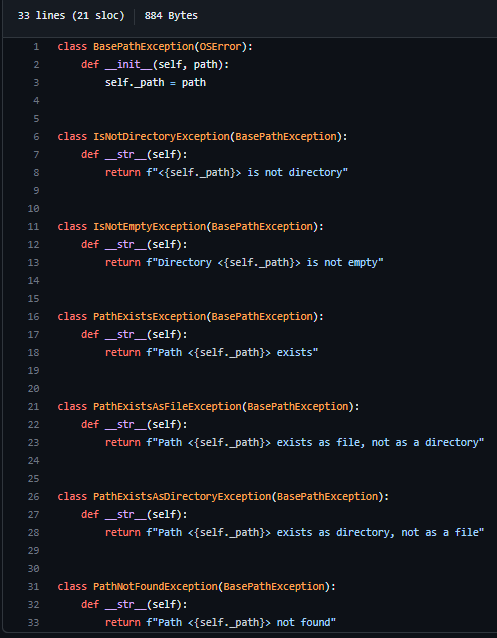 33 lines (21 sloc) 884 Bytes
1 class BasePathException(OSError):
2     def __init__(self, path):
3         self._path = path
4
5
6 class IsNotDirectoryException(BasePathException):
7     def __str__(self):
8         return f"<{self._path}> is not directory"
9
10
11 class IsNotEmptyException(BasePathException):
12     def __str__(self):
13         return f"Directory <{self._path}> is not empty"
14
15
16 class PathExistsException(BasePathException):
17     def __str__(self):
18         return f"Path <{self._path}> exists"
19
20
21 class PathExistsAsFileException(BasePathException):
22     def __str__(self):
23         return f"Path <{self._path}> exists as file, not as a directory"
24
25
26 class PathExistsAsDirectoryException(BasePathException):
27     def __str__(self):
28         return f"Path <{self._path}> exists as directory, not as a file"
29
30
31 class PathNotFoundException(BasePathException):
32     def __str__(self):
33         return f"Path <{self._path}> not found"